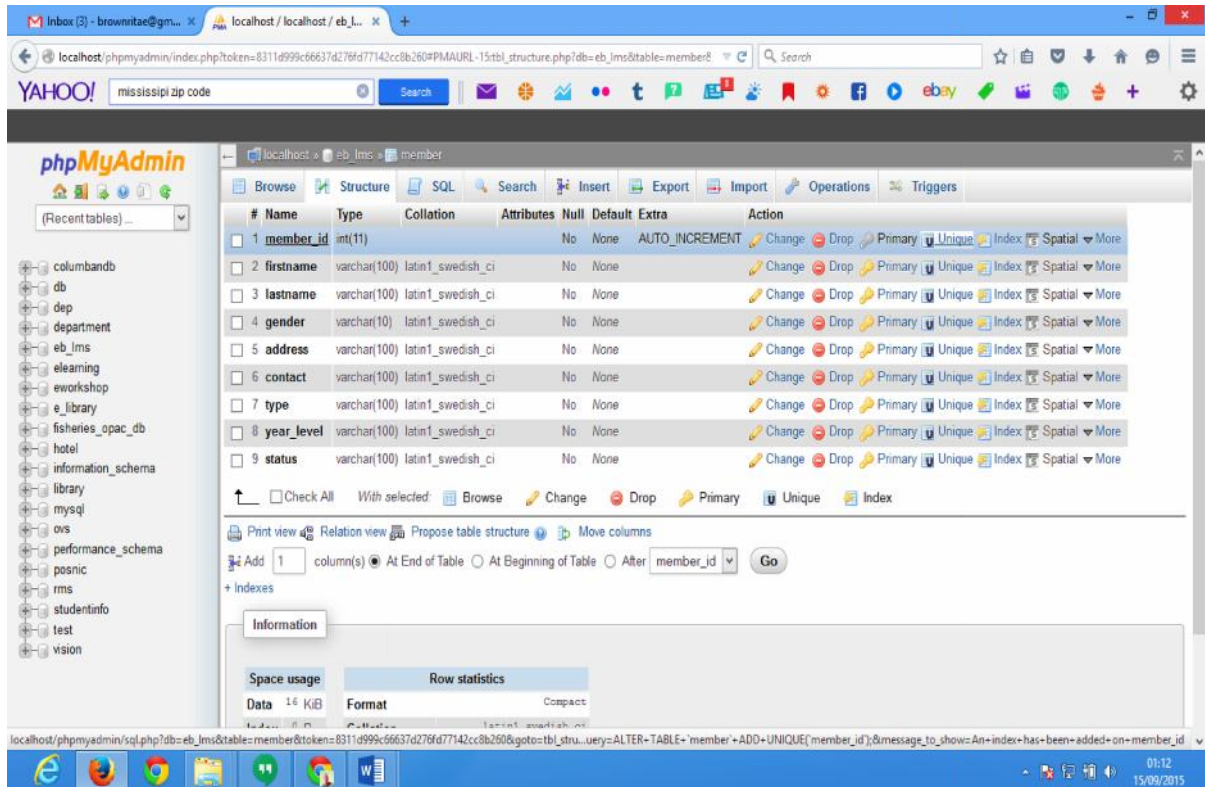 Inbox (3) - brownritae@gm... × localhost / localhost / eb_l... × +
localhost/phpmyadmin/index.php?token=8311d999c66637d276fd77142cc8b260#PMAURL-15:tbl_structure.php?db=eb_lms&table=member& Search
YAHOO! mississipi zip code Search ebay
phpMyAdmin
(Recent tables) ...
columbandb
db
dep
department
eb_lms
elearning
eworkshop
e_library
fisheries_opac_db
hotel
information_schema
library
mysql
ovs
performance_schema
posnic
rms
studentinfo
test
vision
localhost » eb_lms » member
Browse Structure SQL Search Insert Export Import Operations Triggers
# Name Type Collation Attributes Null Default Extra Action
1 member_id int(11) No None AUTO_INCREMENT Change Drop Primary Unique Index Spatial More
2 firstname varchar(100) latin1_swedish_ci No None Change Drop Primary Unique Index Spatial More
3 lastname varchar(100) latin1_swedish_ci No None Change Drop Primary Unique Index Spatial More
4 gender varchar(10) latin1_swedish_ci No None Change Drop Primary Unique Index Spatial More
5 address varchar(100) latin1_swedish_ci No None Change Drop Primary Unique Index Spatial More
6 contact varchar(100) latin1_swedish_ci No None Change Drop Primary Unique Index Spatial More
7 type varchar(100) latin1_swedish_ci No None Change Drop Primary Unique Index Spatial More
8 year_level varchar(100) latin1_swedish_ci No None Change Drop Primary Unique Index Spatial More
9 status varchar(100) latin1_swedish_ci No None Change Drop Primary Unique Index Spatial More
Check All With selected: Browse Change Drop Primary Unique Index
Print view Relation view Propose table structure Move columns
Add 1 column(s) At End of Table At Beginning of Table After member_id Go
+ Indexes
Information
Space usage Row statistics
Data 16 KiB Format Compact
localhost/phpmyadmin/sql.php?db=eb_lms&table=member&token=8311d999c66637d276fd77142cc8b260&goto=tbl_stru...uery=ALTER+TABLE+`member`+ADD+UNIQUE(`member_id`);&message_to_show=An+index+has+been+added+on+member_id
01:12
15/09/2015